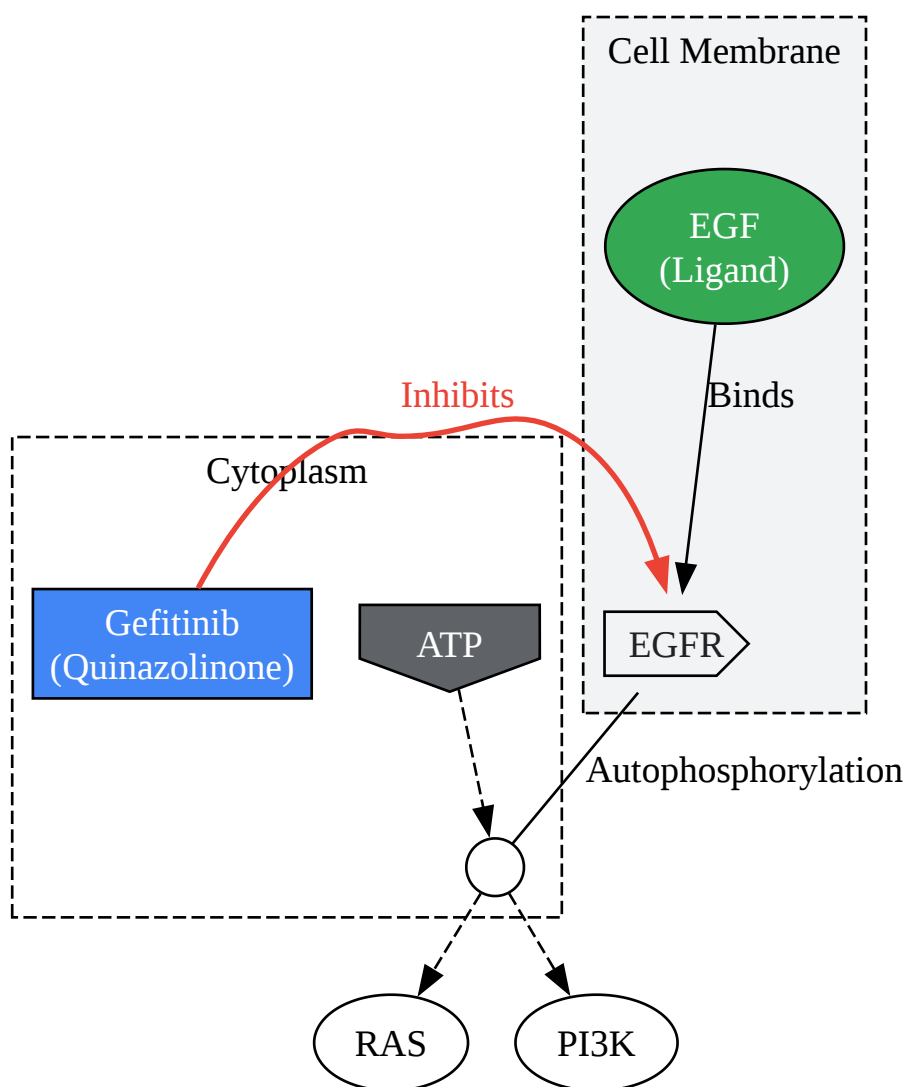 Cell Membrane
EGF
(Ligand)
Inhibits
Binds
Cytoplasm
Gefitinib
(Quinazolinone)
ATP
EGFR
Autophosphorylation
RAS
PI3K